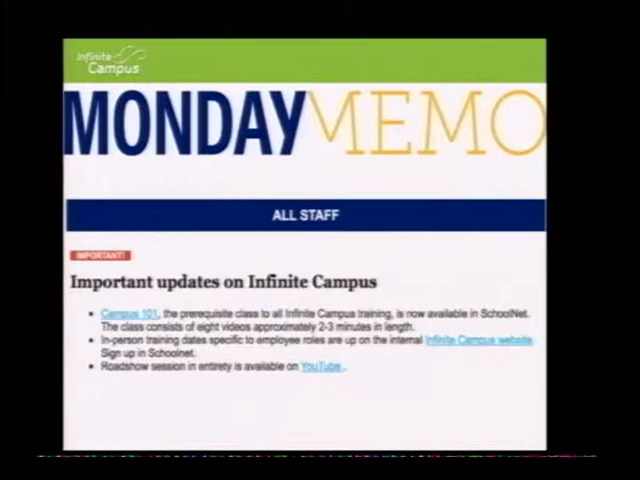 Infinite
Campus
MONDAYMEMO
ALL STAFF
IMPORTANT!
Important updates on Infinite Campus
• Campus 101, the prerequisite class to all Infinite Campus training, is now available in SchoolNet.
The class consists of eight videos approximately 2-3 minutes in length.
• In-person training dates specific to employee roles are up on the internal Infinite Campus website.
Sign up in Schoolnet.
• Roadshow session in entirety is available on YouTube .